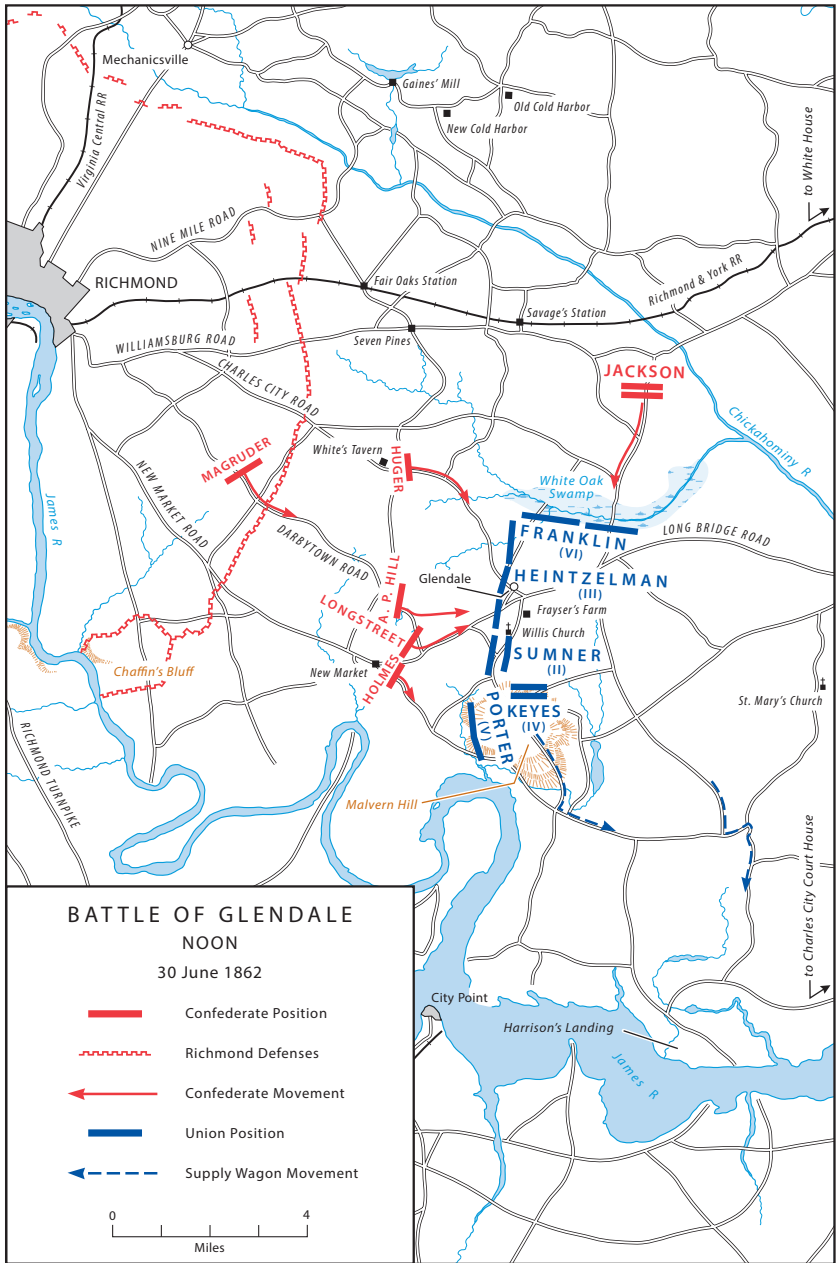 Mechanicsville
Gaines' Mill
Old Cold Harbor
New Cold Harbor
Virginia Central RR
to White House
NINE MILE ROAD
RICHMOND
Fair Oaks Station
Richmond & York RR
Savage's Station
WILLIAMSBURG ROAD
Seven Pines
CHARLES CITY ROAD
JACKSON
Chickahominy R
White's Tavern
HUGER
MAGRUDER
NEW MARKET ROAD
James R
White Oak
Swamp
DARBYTOWN ROAD
FRANKLIN
(VI)
LONG BRIDGE ROAD
Glendale
HEINTZELMAN
(III)
A. P. HILL
LONGSTREET
Frayser's Farm
Willis Church
SUMNER
(II)
New Market
HOLMES
Chaffin's Bluff
PORTER
(V)
KEYES
(IV)
St. Mary's Church
RICHMOND TURNPIKE
Malvern Hill
to Charles City Court House
City Point
Harrison's Landing
James R
BATTLE OF GLENDALE
NOON
30 June 1862
Confederate Position
Richmond Defenses
Confederate Movement
Union Position
Supply Wagon Movement
0 4
Miles